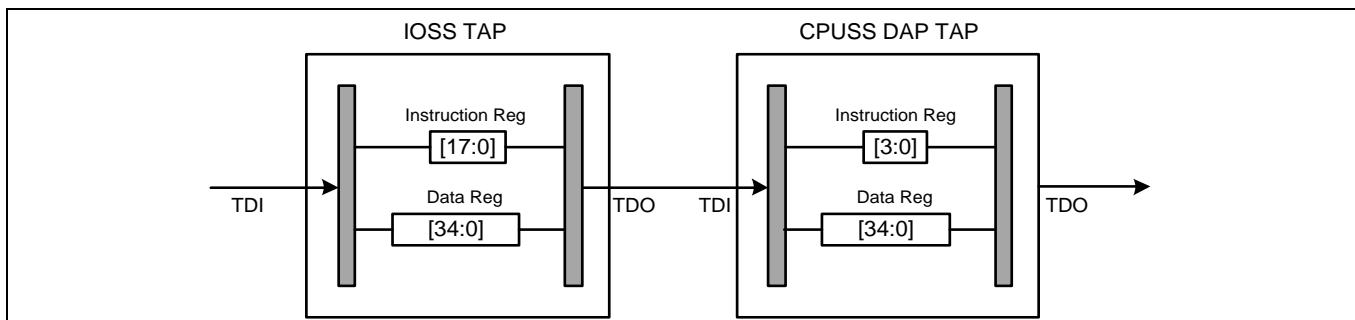 IOSS TAP
CPUSS DAP TAP
Instruction Reg
[17:0]
Instruction Reg
[3:0]
TDI
Data Reg
[34:0]
TDO
TDI
Data Reg
[34:0]
TDO